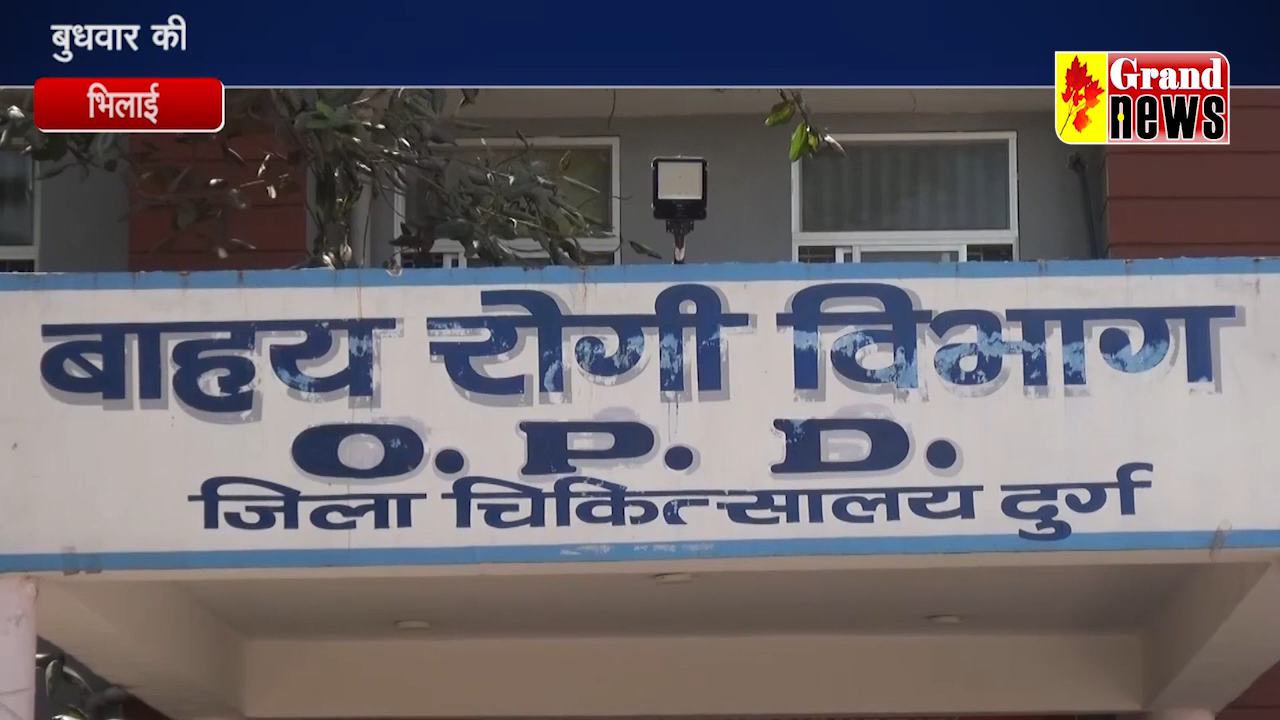 बुधवार की
भिलाई
Grand
news
बाहय रोगी विभाग
O. P. D.
जिला चिकित्सालय दुर्ग